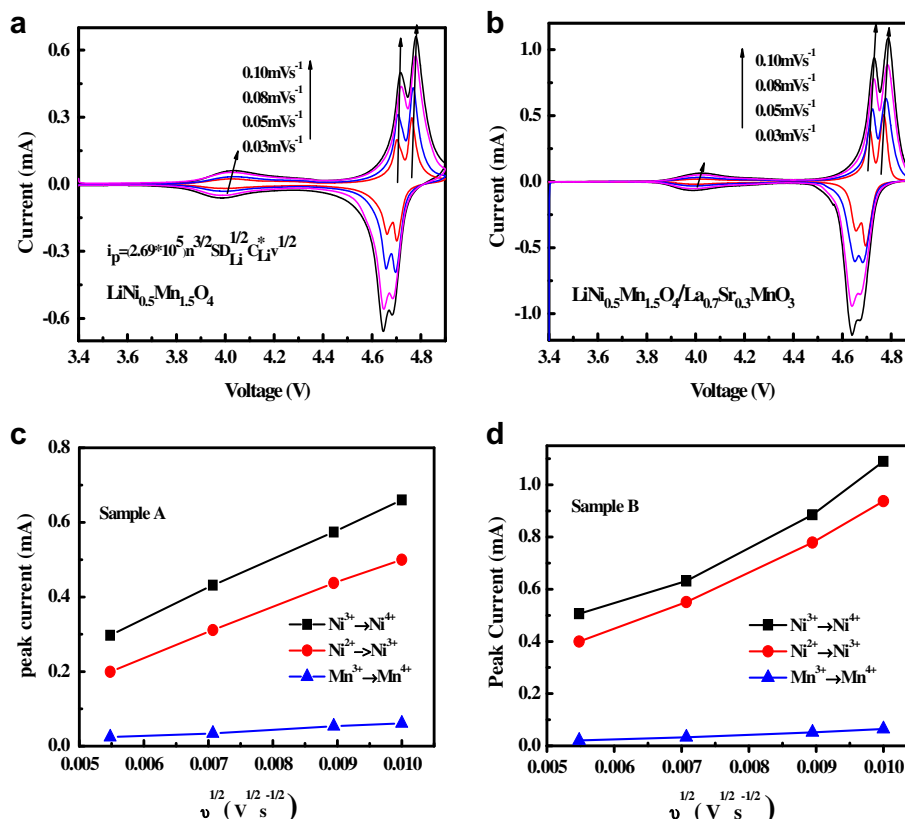 a
Current (mA)
0.6
0.3
0.0
-0.3
-0.6
0.10mVs-1
0.08mVs-1
0.05mVs-1
0.03mVs-1
ip=(2.69*10^5)n^3/2SD_Li^1/2C*_Liv^1/2
LiNi0.5Mn1.5O4
3.4 3.6 3.8 4.0 4.2 4.4 4.6 4.8
Voltage (V)
b
Current (mA)
1.0
0.5
0.0
-0.5
-1.0
0.10mVs-1
0.08mVs-1
0.05mVs-1
0.03mVs-1
LiNi0.5Mn1.5O4/La0.7Sr0.3MnO3
3.4 3.6 3.8 4.0 4.2 4.4 4.6 4.8
Voltage (V)
c
peak current (mA)
0.8
0.6
0.4
0.2
0.0
Sample A
Ni3+→Ni4+
Ni2+->Ni3+
Mn3+→Mn4+
0.005 0.006 0.007 0.008 0.009 0.010
υ1/2(V1/2s-1/2)
d
Peak Current (mA)
1.0
0.8
0.6
0.4
0.2
0.0
Sample B
Ni3+→Ni4+
Ni2+→Ni3+
Mn3+→Mn4+
0.005 0.006 0.007 0.008 0.009 0.010
υ1/2(V1/2s-1/2)